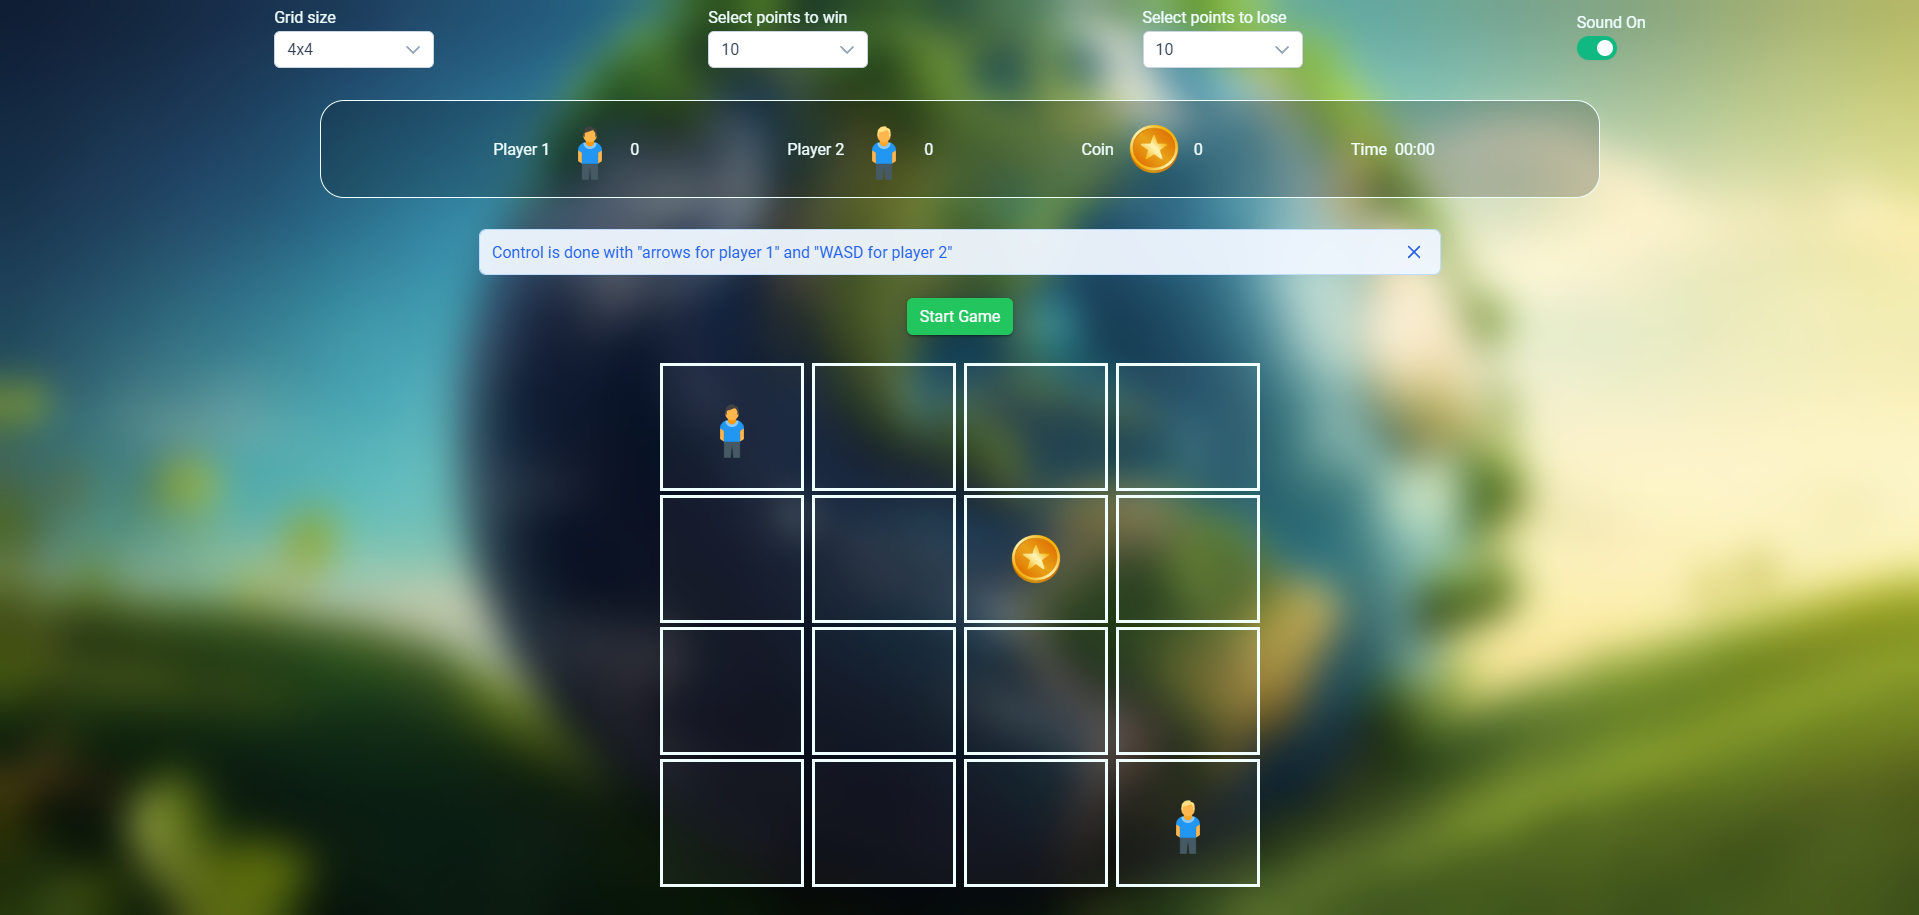 Grid size
Select points to win
Select points to lose
Sound On
4x4
10
10
Player 1 0
Player 2 0
Coin 0
Time 00:00
Control is done with "arrows for player 1" and "WASD for player 2"
Start Game